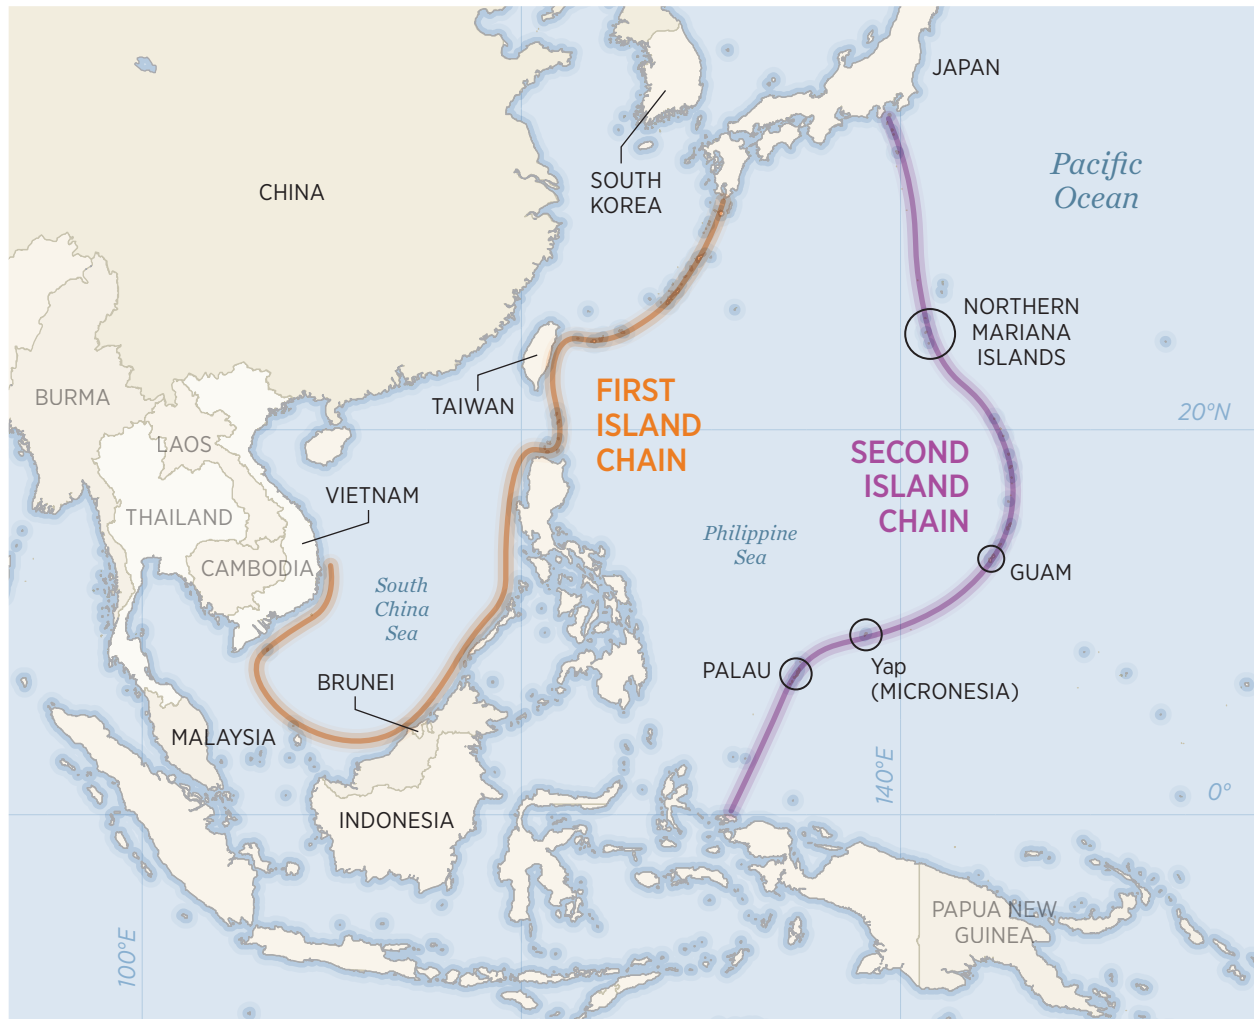 JAPAN
Pacific
Ocean
CHINA
SOUTH
KOREA
NORTHERN
MARIANA
ISLANDS
TAIWAN
FIRST
ISLAND
CHAIN
BURMA
20°N
LAOS
SECOND
ISLAND
CHAIN
VIETNAM
THAILAND
Philippine
Sea
CAMBODIA
GUAM
South
China
Sea
BRUNEI
PALAU
Yap
(MICRONESIA)
MALAYSIA
140°E
0°
INDONESIA
PAPUA NEW
GUINEA
100°E